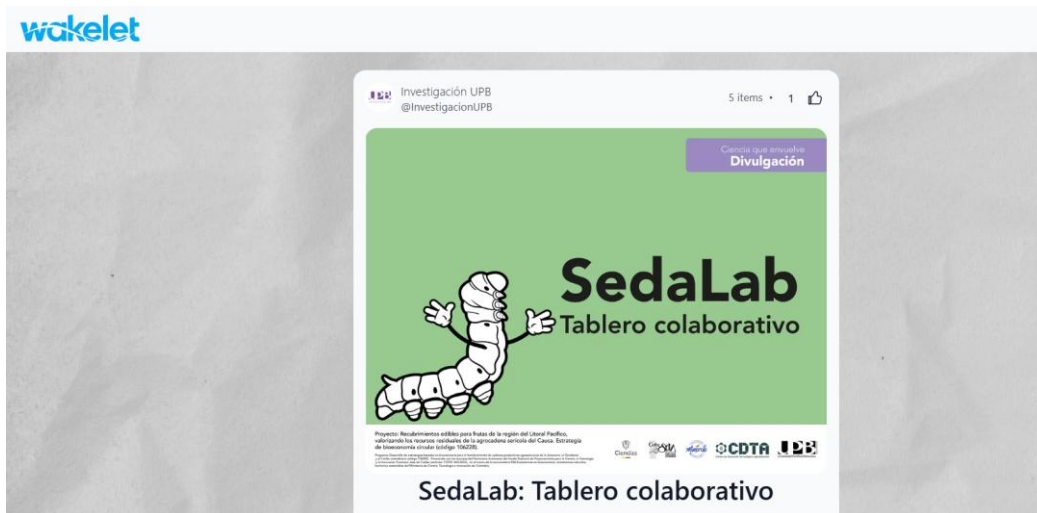 wakelet
Investigación UPB
@InvestigacionUPB
5 items • 1
Ciencia que envuelve
Divulgación
SedaLab
Tablero colaborativo
Proyecto: Recubrimientos edibles para frutas de la región del Litoral Pacífico,
valorizando los recursos residuales de la agrocadena serícola del Cauca. Estrategia
de bioeconomía circular (código 106228).
Ciencias
CDTA
UPB
SedaLab: Tablero colaborativo